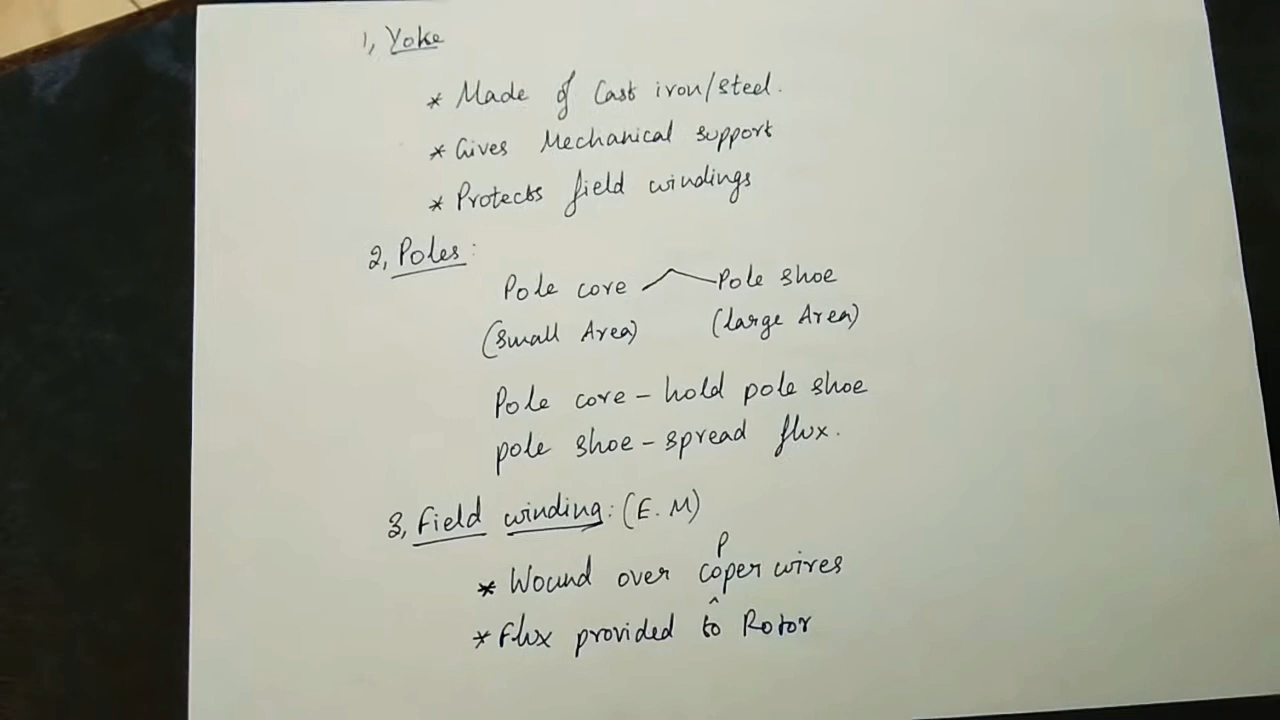 1, Yoke
* Made of Cast iron/steel.
* Gives Mechanical support
* Protects field windings
2, Poles:
Pole core Pole shoe
(small Area) (large Area)
Pole core - hold pole shoe
pole shoe - spread flux.
3, Field winding: (E. M)
P
* Wound over coper wires
^
* Flux provided to Rotor